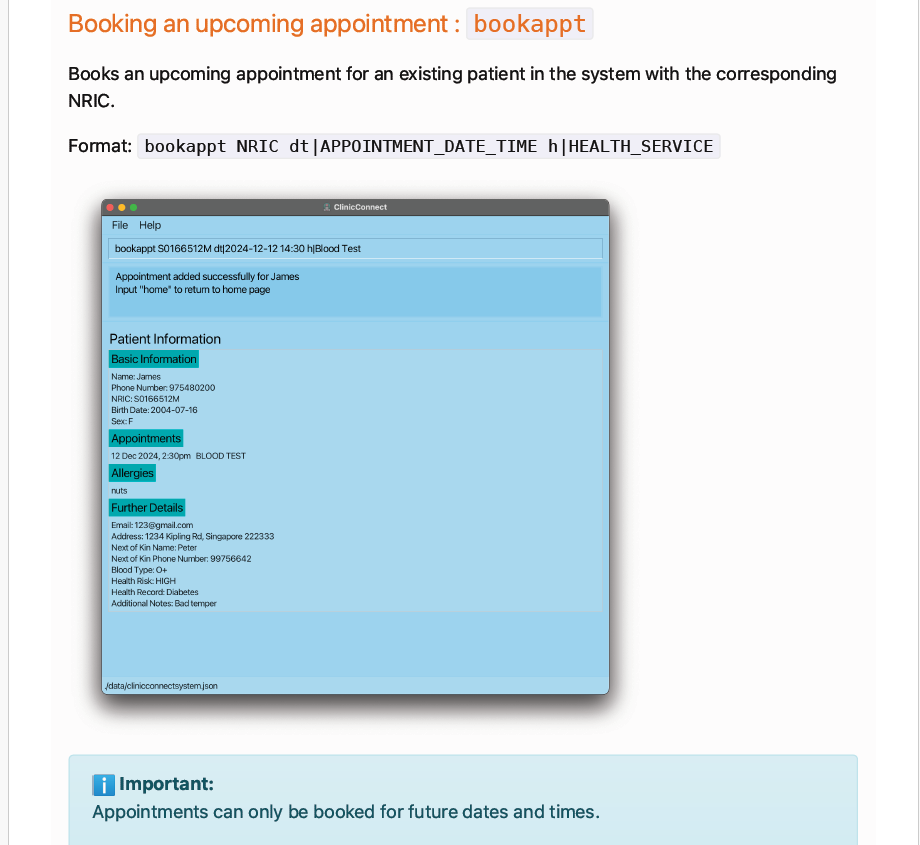 Booking an upcoming appointment : bookappt
Books an upcoming appointment for an existing patient in the system with the corresponding
NRIC.
Format: bookappt NRIC dt|APPOINTMENT_DATE_TIME h|HEALTH_SERVICE
ClinicConnect
File Help
bookappt S0166512M dt|2024-12-12 14:30 h|Blood Test
Appointment added successfully for James
Input "home" to return to home page
Patient Information
Basic Information
Name: James
Phone Number: 975480200
NRIC: S0166512M
Birth Date: 2004-07-16
Sex: F
Appointments
12 Dec 2024, 2:30pm BLOOD TEST
Allergies
nuts
Further Details
Email: 123@gmail.com
Address: 1234 Kipling Rd, Singapore 222333
Next of Kin Name: Peter
Next of Kin Phone Number: 99756642
Blood Type: O+
Health Risk: HIGH
Health Record: Diabetes
Additional Notes: Bad temper
./data/clinicconnectsystem.json
ℹ️ Important:
Appointments can only be booked for future dates and times.